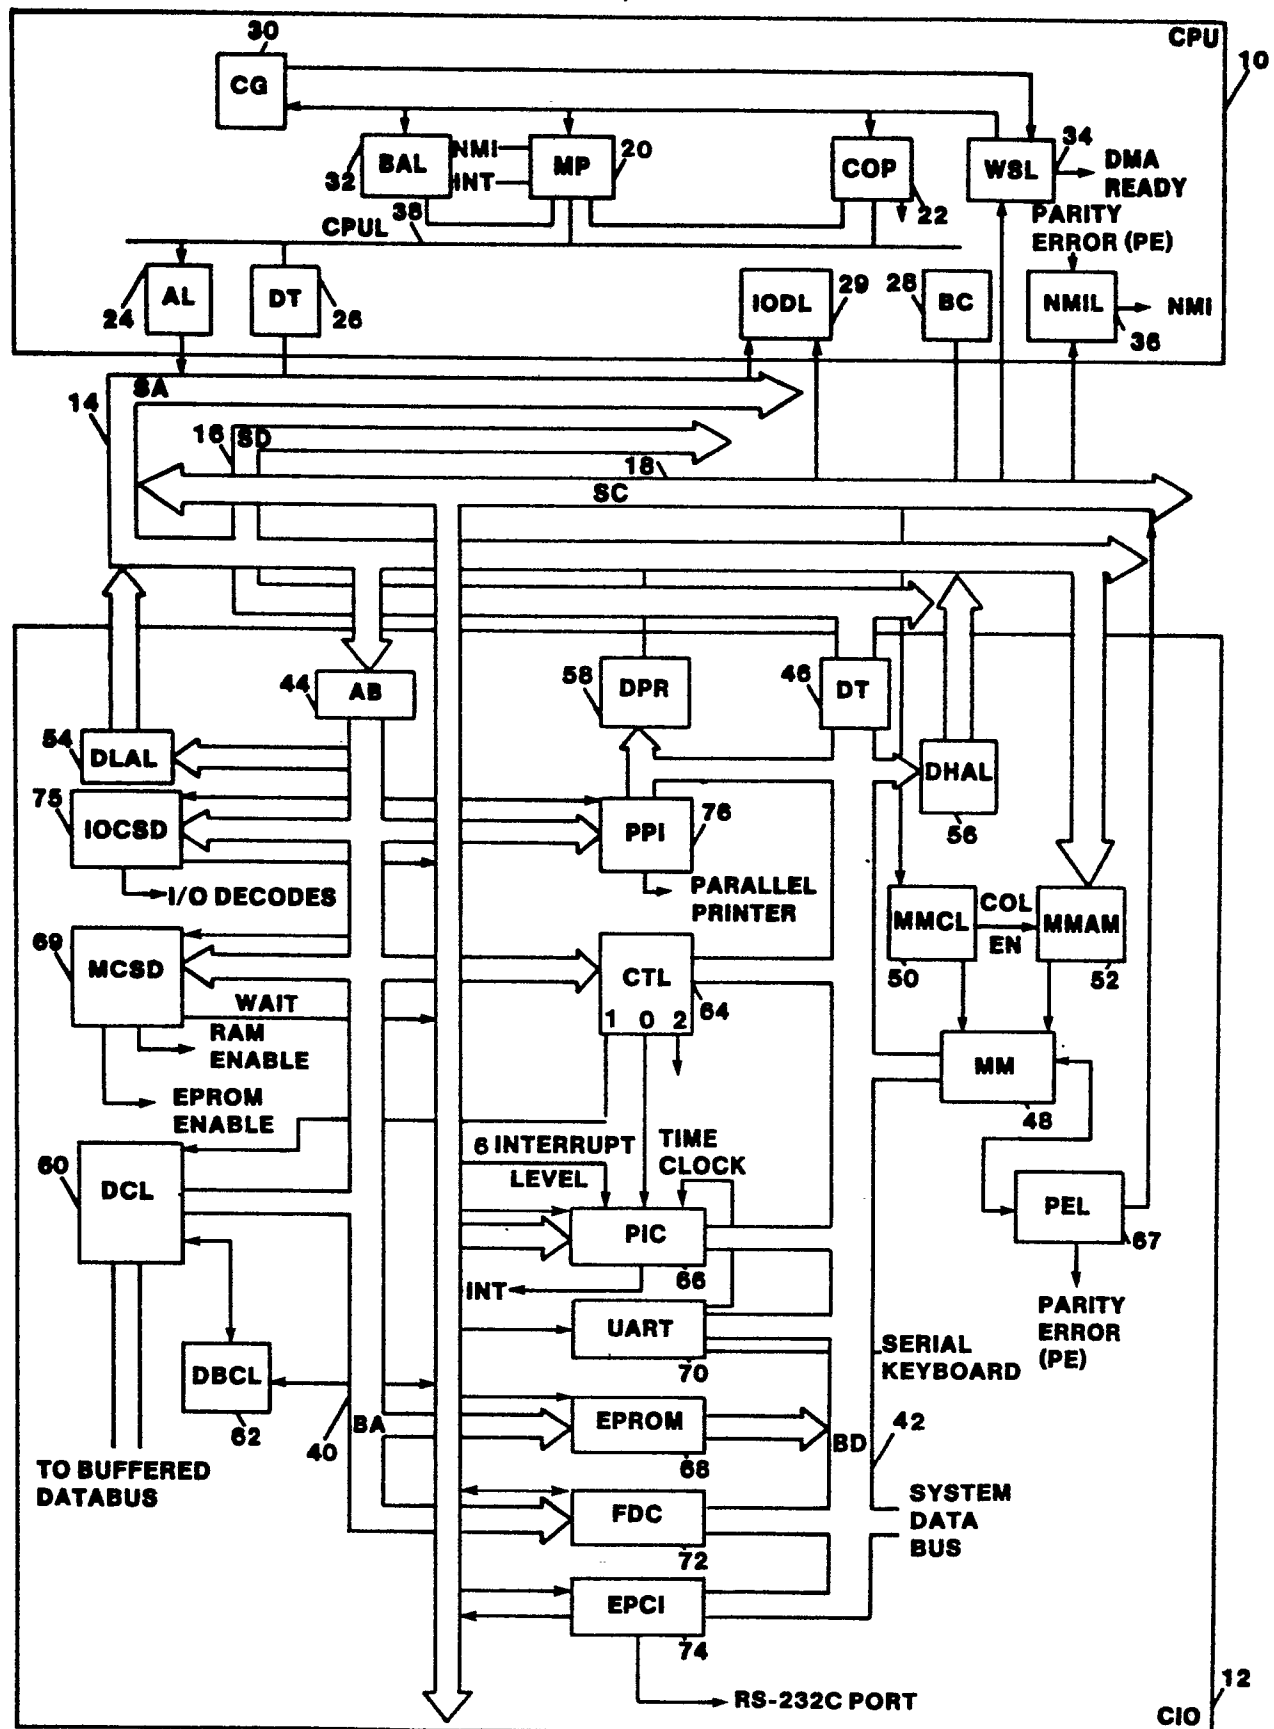 CPU
10
30
CG
32
BAL
NMI
INT
MP
20
COP
22
WSL
34
DMA
READY
PARITY
ERROR (PE)
CPUL
38
24
AL
DT
26
IODL
29
28
BC
NMIL
36
NMI
14
SA
16
SD
18
SC
44
AB
58
DPR
46
DT
54
DLAL
DHAL
56
75
IOCSD
PPI
76
I/O DECODES
PARALLEL
PRINTER
MMCL
50
COL
EN
MMAM
52
69
MCSD
WAIT
RAM
ENABLE
EPROM
ENABLE
CTL
1 0 2
64
MM
48
60
DCL
6 INTERRUPT
LEVEL
TIME
CLOCK
PIC
66
INT
PEL
67
PARITY
ERROR
(PE)
UART
70
SERIAL
KEYBOARD
DBCL
62
40
BA
EPROM
68
BD
42
TO BUFFERED
DATABUS
FDC
72
SYSTEM
DATA
BUS
EPCI
74
RS-232C PORT
12
CIO